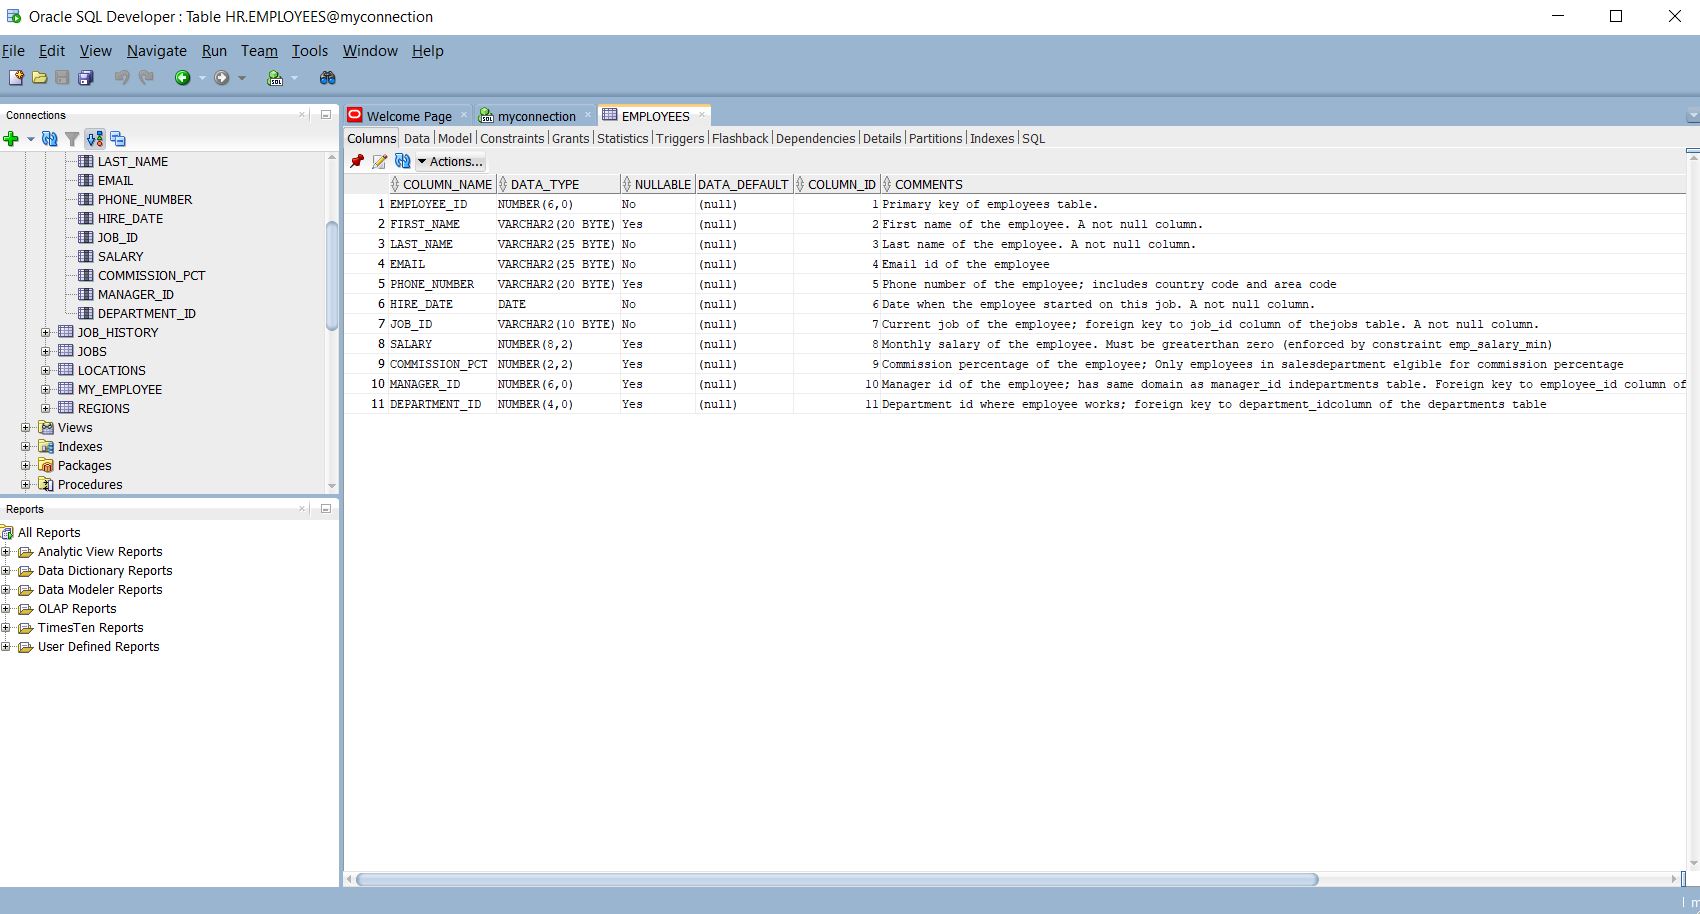 Oracle SQL Developer : Table HR.EMPLOYEES@myconnection
File Edit View Navigate Run Team Tools Window Help
Connections
LAST_NAME
EMAIL
PHONE_NUMBER
HIRE_DATE
JOB_ID
SALARY
COMMISSION_PCT
MANAGER_ID
DEPARTMENT_ID
JOB_HISTORY
JOBS
LOCATIONS
MY_EMPLOYEE
REGIONS
Views
Indexes
Packages
Procedures
Reports
All Reports
Analytic View Reports
Data Dictionary Reports
Data Modeler Reports
OLAP Reports
TimesTen Reports
User Defined Reports
Welcome Page myconnection EMPLOYEES
Columns Data Model Constraints Grants Statistics Triggers Flashback Dependencies Details Partitions Indexes SQL
Actions...
COLUMN_NAME DATA_TYPE NULLABLE DATA_DEFAULT COLUMN_ID COMMENTS
1 EMPLOYEE_ID NUMBER(6,0) No (null) 1 Primary key of employees table.
2 FIRST_NAME VARCHAR2(20 BYTE) Yes (null) 2 First name of the employee. A not null column.
3 LAST_NAME VARCHAR2(25 BYTE) No (null) 3 Last name of the employee. A not null column.
4 EMAIL VARCHAR2(25 BYTE) No (null) 4 Email id of the employee
5 PHONE_NUMBER VARCHAR2(20 BYTE) Yes (null) 5 Phone number of the employee; includes country code and area code
6 HIRE_DATE DATE No (null) 6 Date when the employee started on this job. A not null column.
7 JOB_ID VARCHAR2(10 BYTE) No (null) 7 Current job of the employee; foreign key to job_id column of thejobs table. A not null column.
8 SALARY NUMBER(8,2) Yes (null) 8 Monthly salary of the employee. Must be greaterthan zero (enforced by constraint emp_salary_min)
9 COMMISSION_PCT NUMBER(2,2) Yes (null) 9 Commission percentage of the employee; Only employees in salesdepartment elgible for commission percentage
10 MANAGER_ID NUMBER(6,0) Yes (null) 10 Manager id of the employee; has same domain as manager_id indepartments table. Foreign key to employee_id column of
11 DEPARTMENT_ID NUMBER(4,0) Yes (null) 11 Department id where employee works; foreign key to department_idcolumn of the departments table